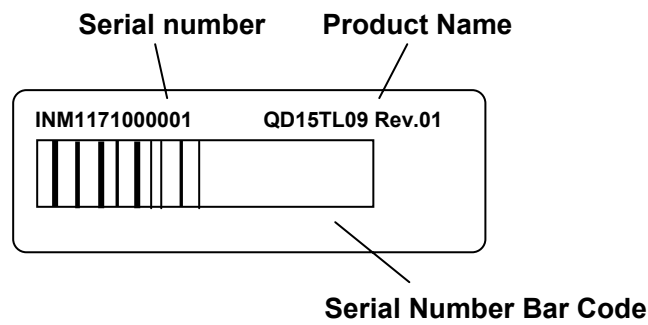 Serial number Product Name
INM1171000001 QD15TL09 Rev.01
Serial Number Bar Code